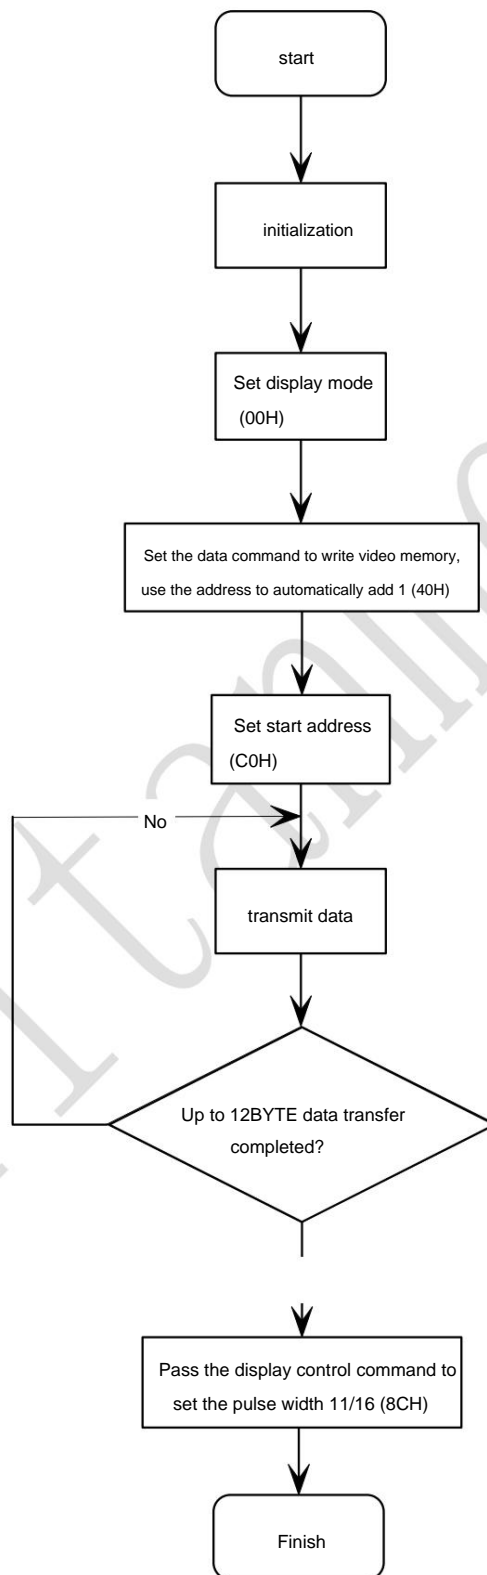 start
initialization
Set display mode
(00H)
Set the data command to write video memory,
use the address to automatically add 1 (40H)
Set start address
(C0H)
No
transmit data
Up to 12BYTE data transfer
completed?
Pass the display control command to
set the pulse width 11/16 (8CH)
Finish